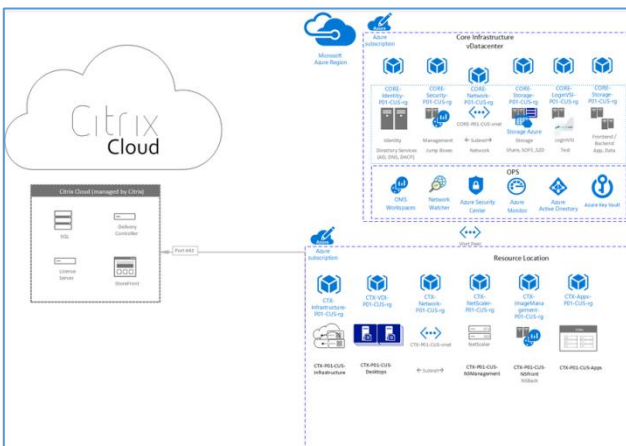 Citrix
Cloud
Citrix Cloud (managed by Citrix)
SQL
Delivery
Controller
License
Server
StoreFront
Port 443
Microsoft
Azure Region
Azure
subscription
Core Infrastructure
vDatacenter
CORE-
Identity-
P01-CUS-rg
CORE-
Security-
P01-CUS-rg
CORE-
Network-
P01-CUS-rg
CORE-
Storage-
P01-CUS-rg
CORE-
LoginVSI-
P01-CUS-rg
CORE-
Storage-
P01-CUS-rg
Identity
Directory Services
(AD, DNS, DHCP)
Management
Jump Boxes
CORE-P01-CUS-vnet
Subnet
Network
Storage Azure
Storage
Share, SOFS, S2D
LoginVSI
Test
Frontend /
Backend
App, Data
OPS
OMS
Workspaces
Network
Watcher
Azure Security
Center
Azure
Monitor
Azure
Active Directory
Azure Key Vault
Vnet Peer
Azure
subscription
Resource Location
CTX-
Infrastructure-
P01-CUS-rg
CTX-VDI-
P01-CUS-rg
CTX-
Network-
P01-CUS-rg
CTX-
NetScaler-
P01-CUS-rg
CTX-
ImageMana
gement-
P01-CUS-rg
CTX-Apps-
P01-CUS-rg
CTX-P01-CUS-
Infrastructure
CTX-P01-CUS-
Desktops
CTX-P01-CUS-vnet
Subnet
NetScaler
CTX-P01-CUS-
NSManagement
CTX-P01-CUS-
NSfront
NSBack
CTX-P01-CUS-Apps